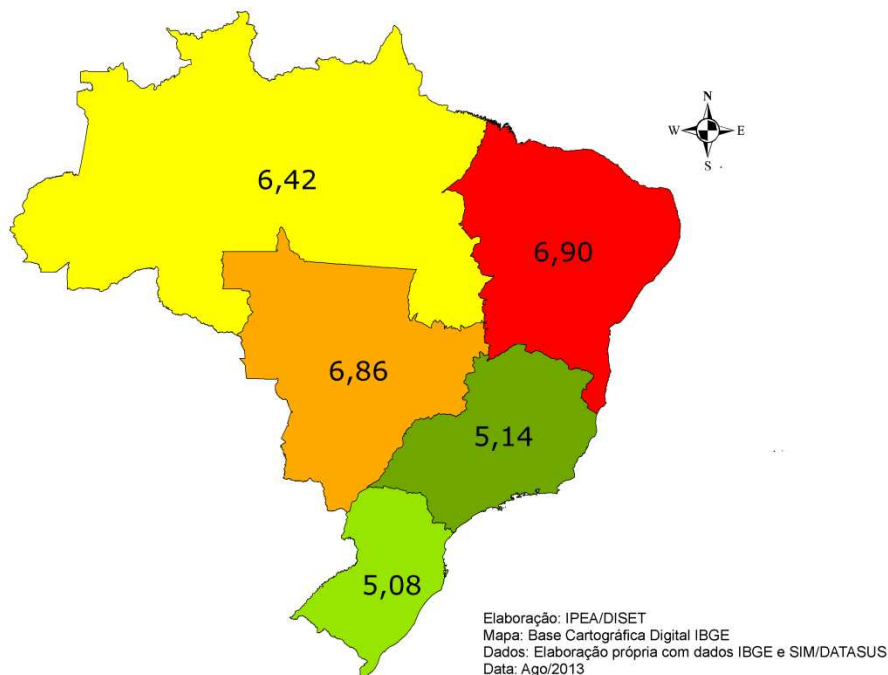 N
W E
S
6,42
6,90
6,86
5,14
5,08
Elaboração: IPEA/DISET
Mapa: Base Cartográfica Digital IBGE
Dados: Elaboração própria com dados IBGE e SIM/DATASUS
Data: Ago/2013